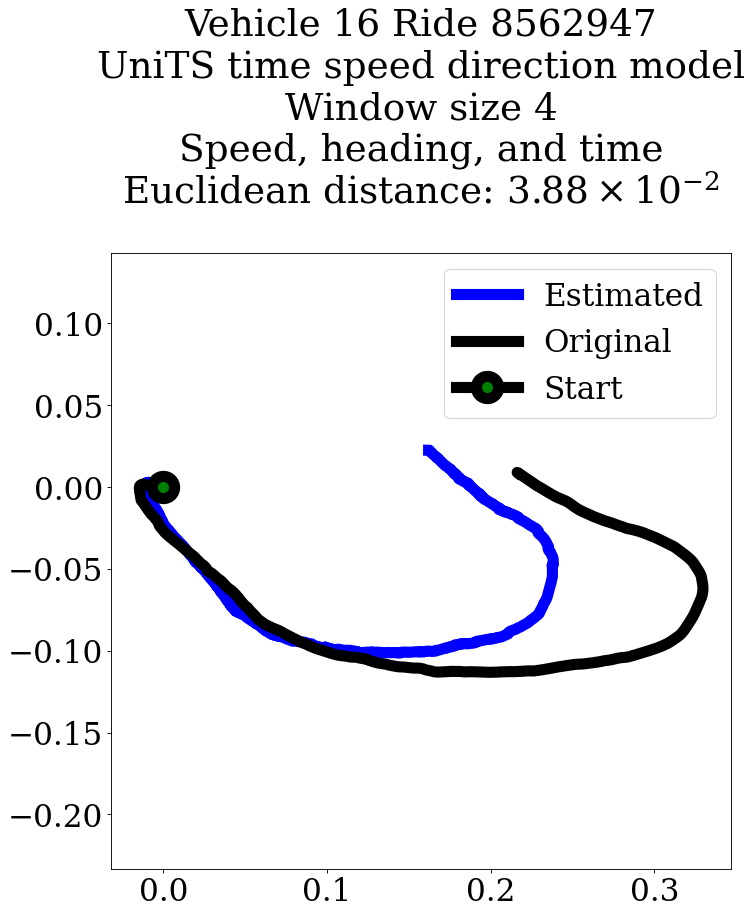 Vehicle 16 Ride 8562947
UniTS time speed direction model
Window size 4
Speed, heading, and time
Euclidean distance: 3.88 × 10⁻²
Estimated
Original
Start
0.10
0.05
0.00
−0.05
−0.10
−0.15
−0.20
0.0 0.1 0.2 0.3